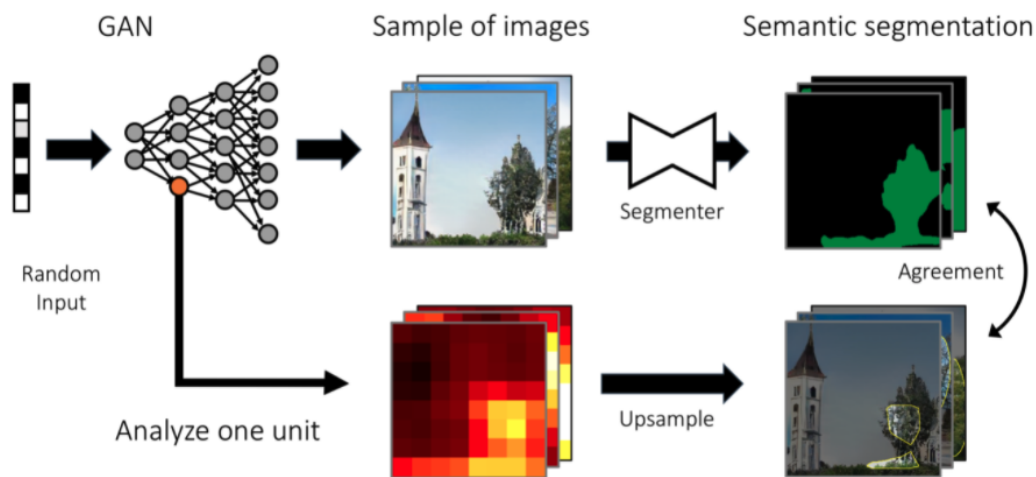 GAN
Sample of images
Semantic segmentation
Random
Input
Segmenter
Agreement
Analyze one unit
Upsample